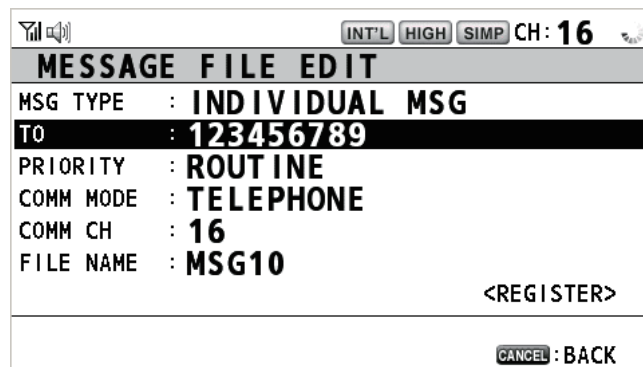 INT'L HIGH SIMP CH: 16
MESSAGE FILE EDIT
MSG TYPE : INDIVIDUAL MSG
TO : 123456789
PRIORITY : ROUTINE
COMM MODE : TELEPHONE
COMM CH : 16
FILE NAME : MSG10
<REGISTER>
CANCEL : BACK